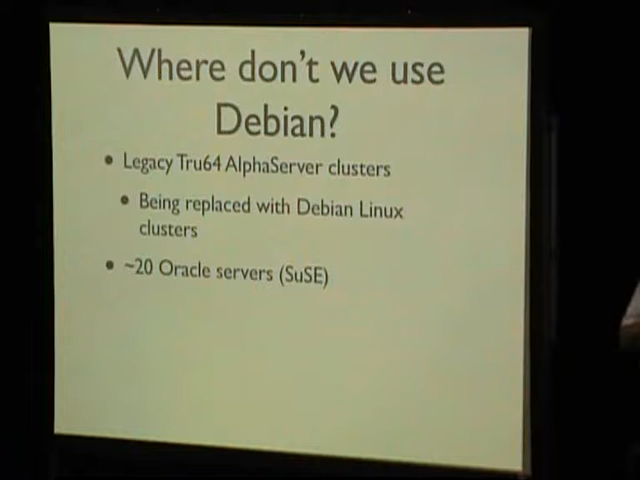 Where don't we use
Debian?
• Legacy Tru64 AlphaServer clusters
• Being replaced with Debian Linux
clusters
• ~20 Oracle servers (SuSE)